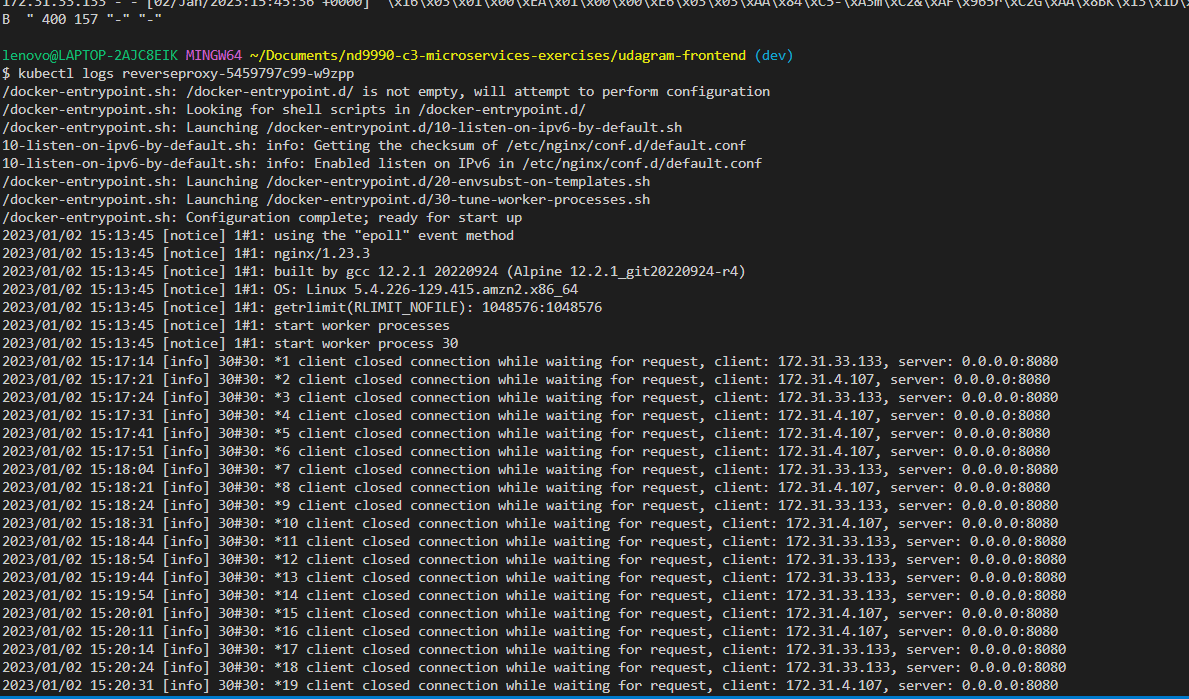 172.31.33.133 - - [02/Jan/2023:15:45:36 +0000] "\x16\x03\x01\x00\xEA\x01\x00\x00\xE6\x03\x03\xAA\x84\xC5-\xA5m\xC2&\xAF\x965r\xC2G\xAA\x8BK\x13\x1D\x
B  " 400 157 "-" "-"
lenovo@LAPTOP-2AJC8EIK MINGW64 ~/Documents/nd9990-c3-microservices-exercises/udagram-frontend (dev)
$ kubectl logs reverseproxy-5459797c99-w9zpp
/docker-entrypoint.sh: /docker-entrypoint.d/ is not empty, will attempt to perform configuration
/docker-entrypoint.sh: Looking for shell scripts in /docker-entrypoint.d/
/docker-entrypoint.sh: Launching /docker-entrypoint.d/10-listen-on-ipv6-by-default.sh
10-listen-on-ipv6-by-default.sh: info: Getting the checksum of /etc/nginx/conf.d/default.conf
10-listen-on-ipv6-by-default.sh: info: Enabled listen on IPv6 in /etc/nginx/conf.d/default.conf
/docker-entrypoint.sh: Launching /docker-entrypoint.d/20-envsubst-on-templates.sh
/docker-entrypoint.sh: Launching /docker-entrypoint.d/30-tune-worker-processes.sh
/docker-entrypoint.sh: Configuration complete; ready for start up
2023/01/02 15:13:45 [notice] 1#1: using the "epoll" event method
2023/01/02 15:13:45 [notice] 1#1: nginx/1.23.3
2023/01/02 15:13:45 [notice] 1#1: built by gcc 12.2.1 20220924 (Alpine 12.2.1_git20220924-r4)
2023/01/02 15:13:45 [notice] 1#1: OS: Linux 5.4.226-129.415.amzn2.x86_64
2023/01/02 15:13:45 [notice] 1#1: getrlimit(RLIMIT_NOFILE): 1048576:1048576
2023/01/02 15:13:45 [notice] 1#1: start worker processes
2023/01/02 15:13:45 [notice] 1#1: start worker process 30
2023/01/02 15:17:14 [info] 30#30: *1 client closed connection while waiting for request, client: 172.31.33.133, server: 0.0.0.0:8080
2023/01/02 15:17:21 [info] 30#30: *2 client closed connection while waiting for request, client: 172.31.4.107, server: 0.0.0.0:8080
2023/01/02 15:17:24 [info] 30#30: *3 client closed connection while waiting for request, client: 172.31.33.133, server: 0.0.0.0:8080
2023/01/02 15:17:31 [info] 30#30: *4 client closed connection while waiting for request, client: 172.31.4.107, server: 0.0.0.0:8080
2023/01/02 15:17:41 [info] 30#30: *5 client closed connection while waiting for request, client: 172.31.4.107, server: 0.0.0.0:8080
2023/01/02 15:17:51 [info] 30#30: *6 client closed connection while waiting for request, client: 172.31.4.107, server: 0.0.0.0:8080
2023/01/02 15:18:04 [info] 30#30: *7 client closed connection while waiting for request, client: 172.31.33.133, server: 0.0.0.0:8080
2023/01/02 15:18:21 [info] 30#30: *8 client closed connection while waiting for request, client: 172.31.4.107, server: 0.0.0.0:8080
2023/01/02 15:18:24 [info] 30#30: *9 client closed connection while waiting for request, client: 172.31.33.133, server: 0.0.0.0:8080
2023/01/02 15:18:31 [info] 30#30: *10 client closed connection while waiting for request, client: 172.31.4.107, server: 0.0.0.0:8080
2023/01/02 15:18:44 [info] 30#30: *11 client closed connection while waiting for request, client: 172.31.33.133, server: 0.0.0.0:8080
2023/01/02 15:18:54 [info] 30#30: *12 client closed connection while waiting for request, client: 172.31.33.133, server: 0.0.0.0:8080
2023/01/02 15:19:44 [info] 30#30: *13 client closed connection while waiting for request, client: 172.31.33.133, server: 0.0.0.0:8080
2023/01/02 15:19:54 [info] 30#30: *14 client closed connection while waiting for request, client: 172.31.33.133, server: 0.0.0.0:8080
2023/01/02 15:20:01 [info] 30#30: *15 client closed connection while waiting for request, client: 172.31.4.107, server: 0.0.0.0:8080
2023/01/02 15:20:11 [info] 30#30: *16 client closed connection while waiting for request, client: 172.31.4.107, server: 0.0.0.0:8080
2023/01/02 15:20:14 [info] 30#30: *17 client closed connection while waiting for request, client: 172.31.33.133, server: 0.0.0.0:8080
2023/01/02 15:20:24 [info] 30#30: *18 client closed connection while waiting for request, client: 172.31.33.133, server: 0.0.0.0:8080
2023/01/02 15:20:31 [info] 30#30: *19 client closed connection while waiting for request, client: 172.31.4.107, server: 0.0.0.0:8080